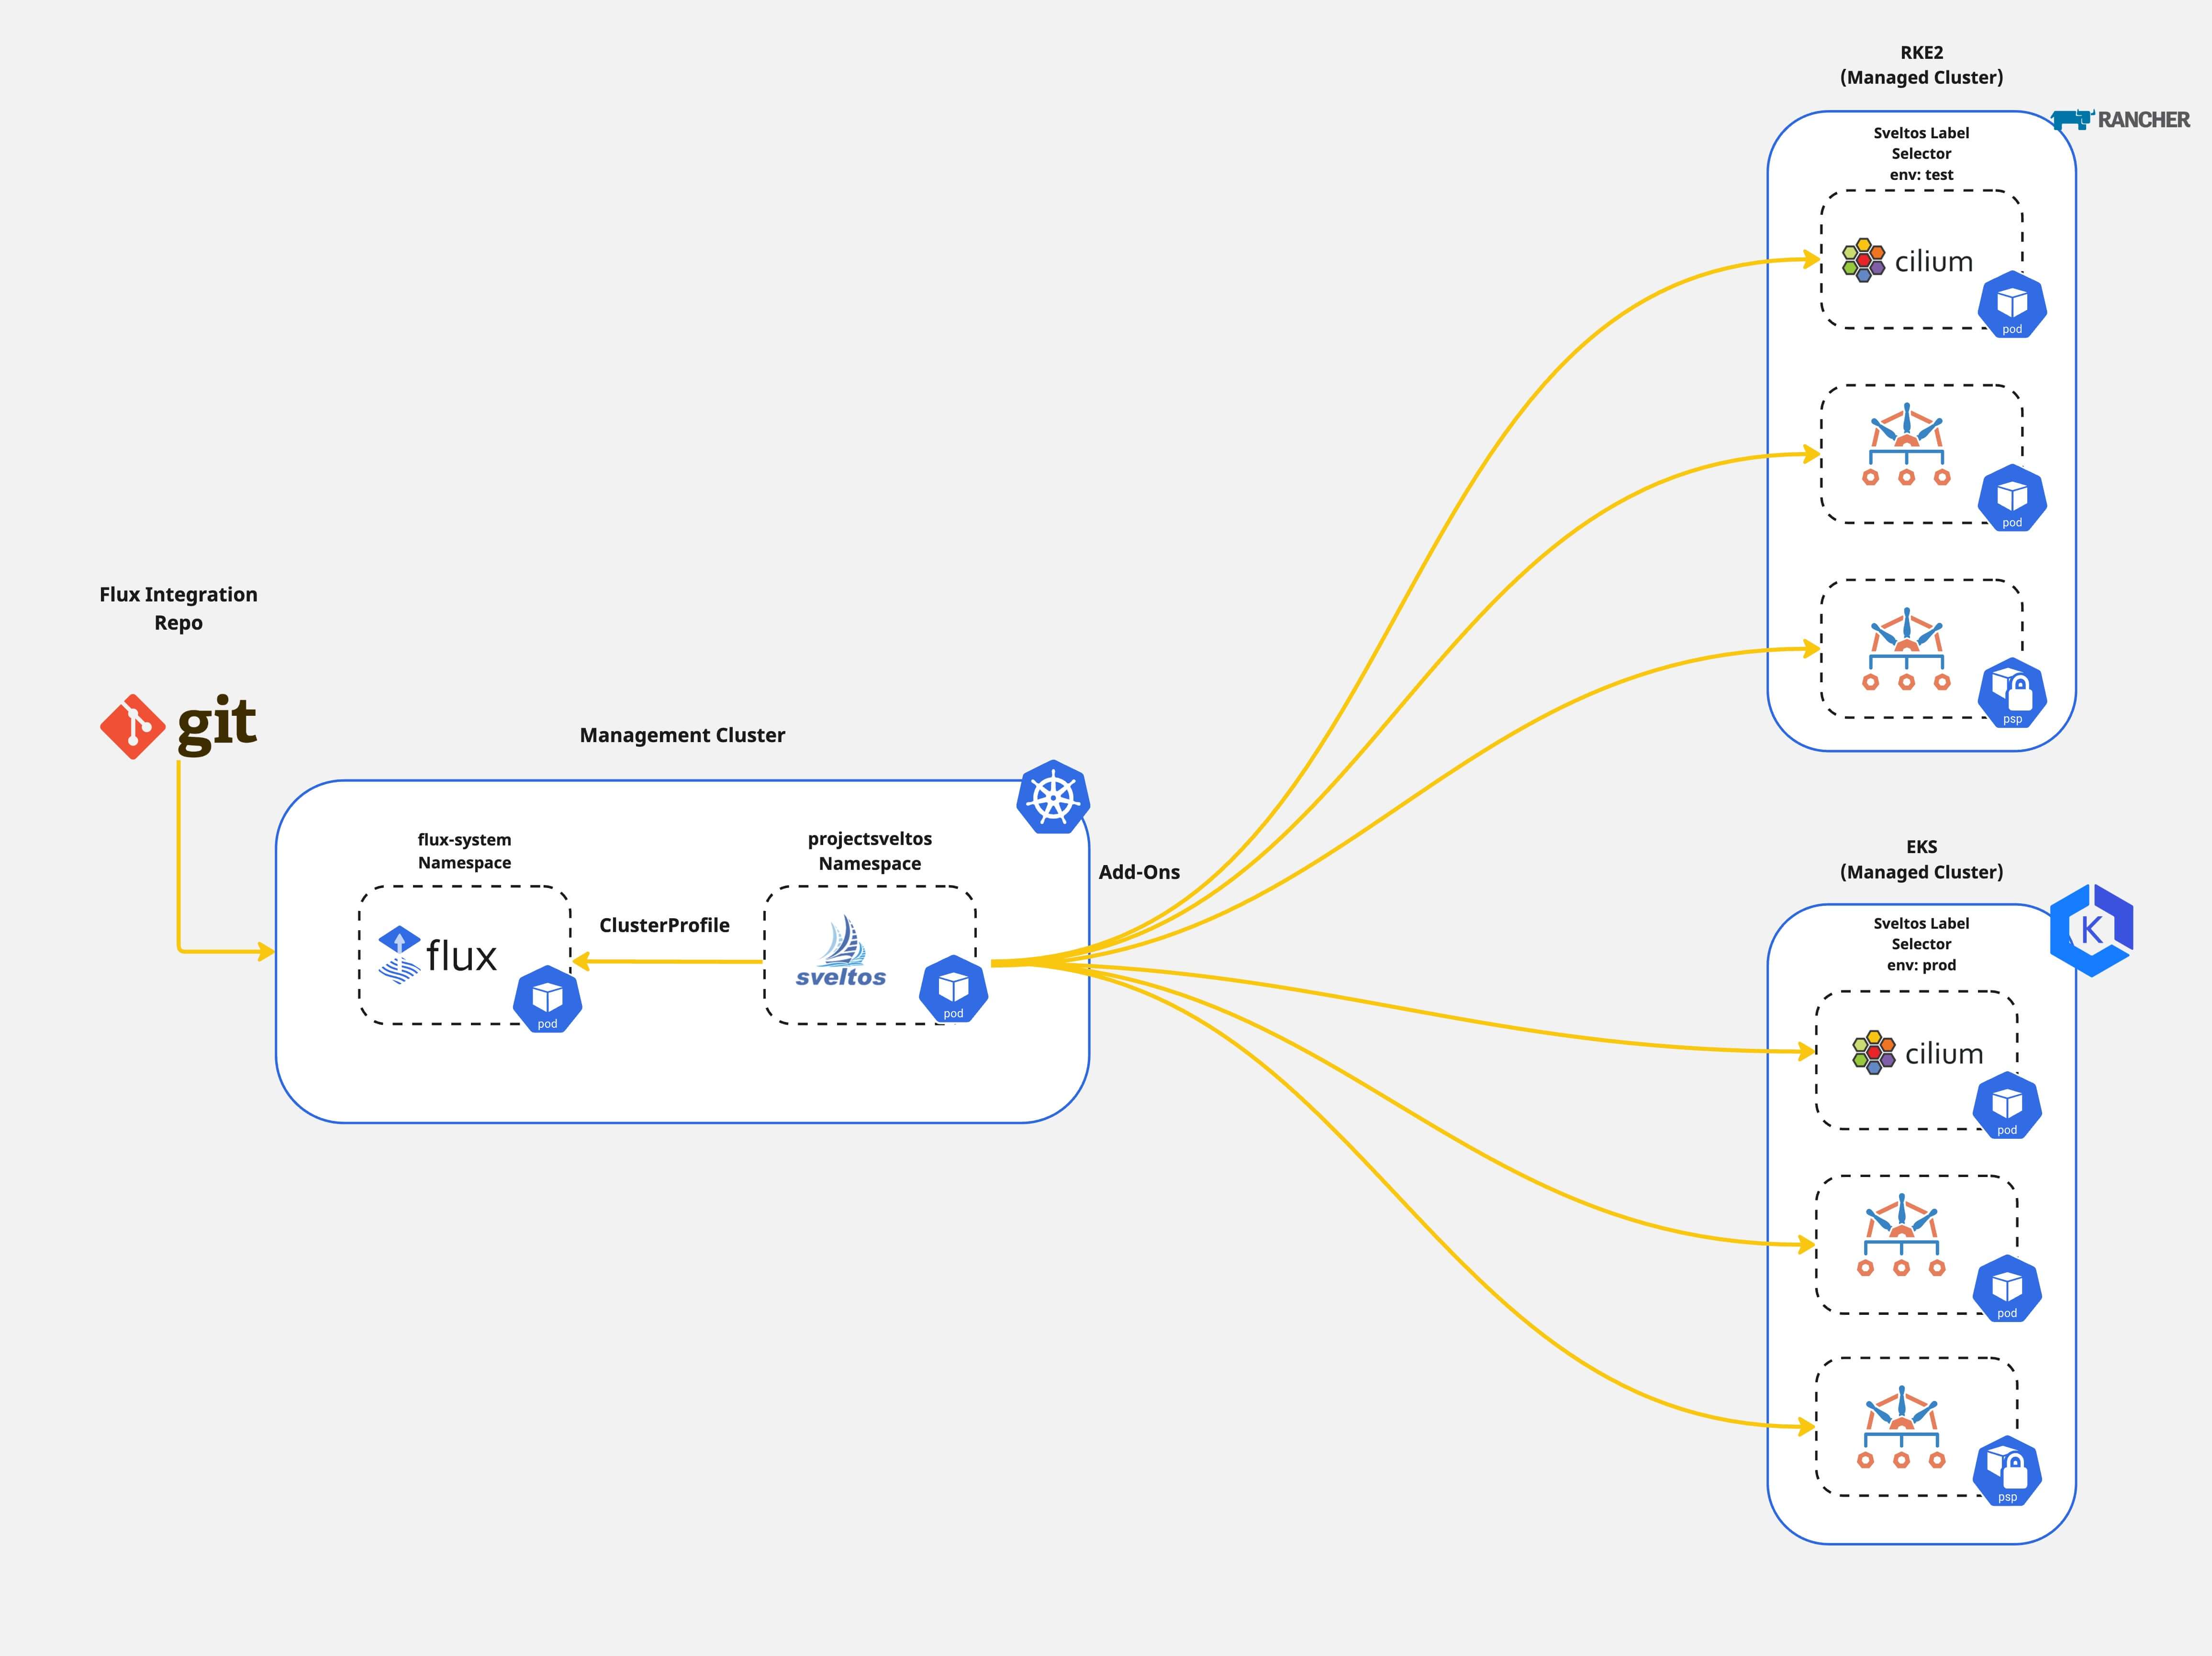 RKE2
(Managed Cluster)
RANCHER
Sveltos Label
Selector
env: test
cilium
pod
pod
psp
Flux Integration
Repo
git
Management Cluster
flux-system
Namespace
projectsveltos
Namespace
Add-Ons
ClusterProfile
flux
sveltos
pod
pod
EKS
(Managed Cluster)
Sveltos Label
Selector
env: prod
K
cilium
pod
pod
psp